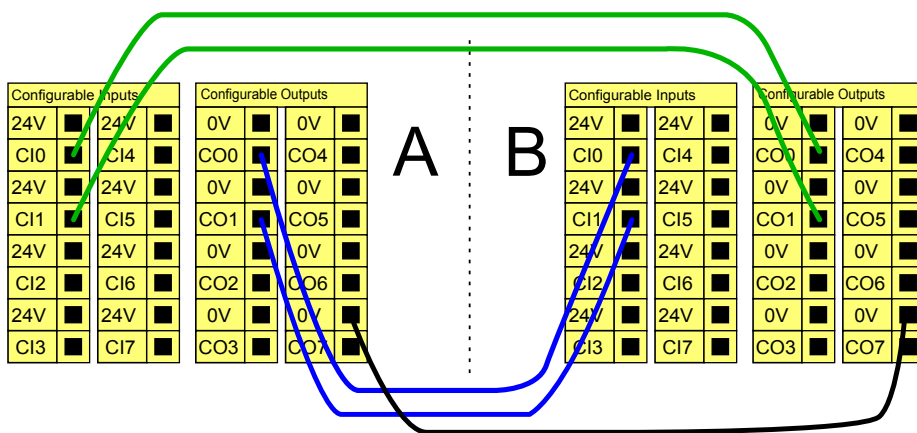 Configurable Inputs
24V 24V
CI0 CI4
24V 24V
CI1 CI5
24V 24V
CI2 CI6
24V 24V
CI3 CI7
Configurable Outputs
0V 0V
CO0 CO4
0V 0V
CO1 CO5
0V 0V
CO2 CO6
0V 0V
CO3 CO7
A
B
Configurable Inputs
24V 24V
CI0 CI4
24V 24V
CI1 CI5
24V 24V
CI2 CI6
24V 24V
CI3 CI7
Configurable Outputs
0V 0V
CO0 CO4
0V 0V
CO1 CO5
0V 0V
CO2 CO6
0V 0V
CO3 CO7